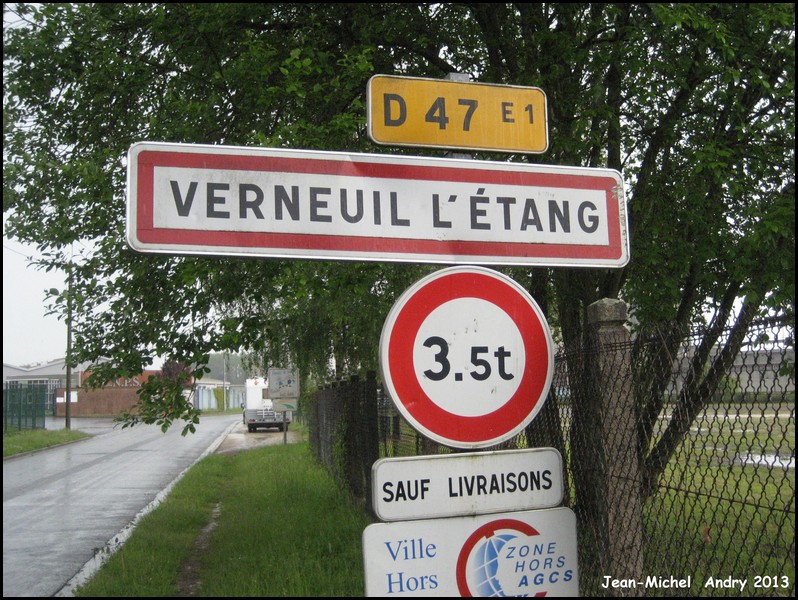 D 47 E1
VERNEUIL L'ÉTANG
3.5t
SAUF LIVRAISONS
Ville
Hors
ZONE
HORS
AGCS
Jean-Michel Andry 2013